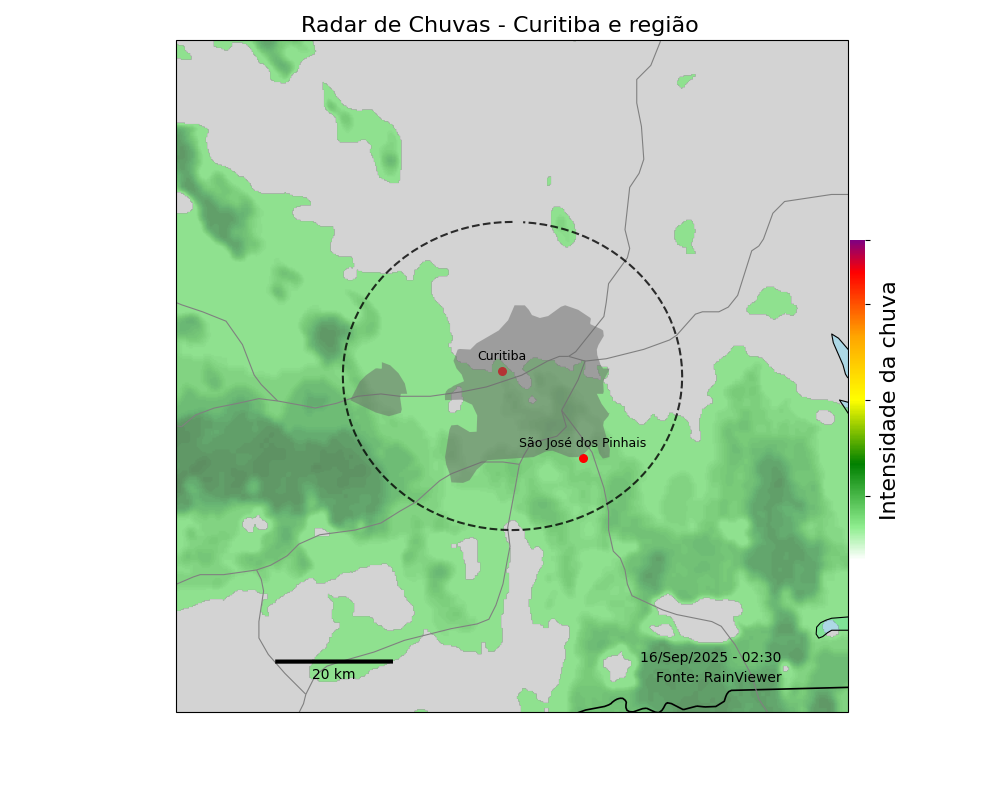 Radar de Chuvas - Curitiba e região
Curitiba
São José dos Pinhais
Intensidade da chuva
16/Sep/2025 - 02:30
Fonte: RainViewer
20 km